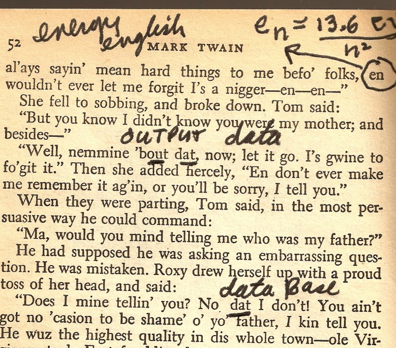 energy
english
e n = 13.6 e
n²
52 MARK TWAIN
al'ays sayin' mean hard things to me befo' folks, en
wouldn't ever let me forgit I's a nigger—en—en—"
She fell to sobbing, and broke down. Tom said:
"But you know I didn't know you were my mother; and
besides—"
OUTPUT data
"Well, nemmine 'bout dat, now; let it go. I's gwine to
fo'git it." Then she added fiercely, "En don't ever make
me remember it ag'in, or you'll be sorry, I tell you."
When they were parting, Tom said, in the most per-
suasive way he could command:
"Ma, would you mind telling me who was my father?"
He had supposed he was asking an embarrassing ques-
tion. He was mistaken. Roxy drew herself up with a proud
toss of her head, and said:
data Base
"Does I mine tellin' you? No dat I don't! You ain't
got no 'casion to be shame' o' yo' father, I kin tell you.
He wuz the highest quality in dis whole town—ole Vir-